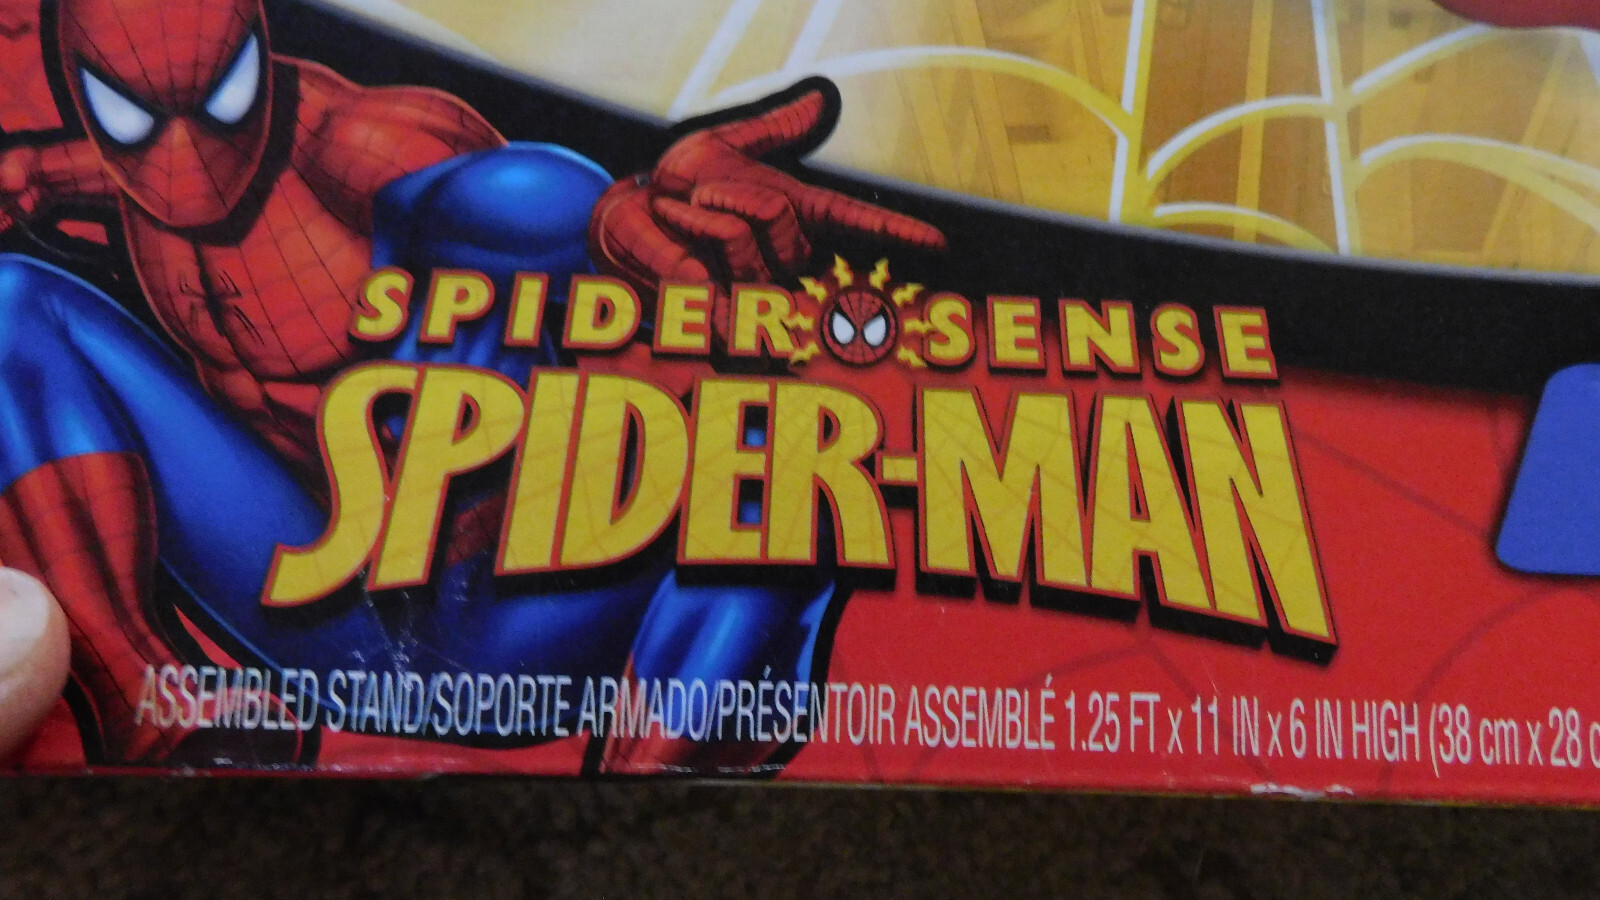 SPIDER SENSE
SPIDER-MAN
ASSEMBLED STAND/SOPORTE ARMADO/PRÉSENTOIR ASSEMBLÉ 1.25 FT x 11 IN x 6 IN HIGH (38 cm x 28 c